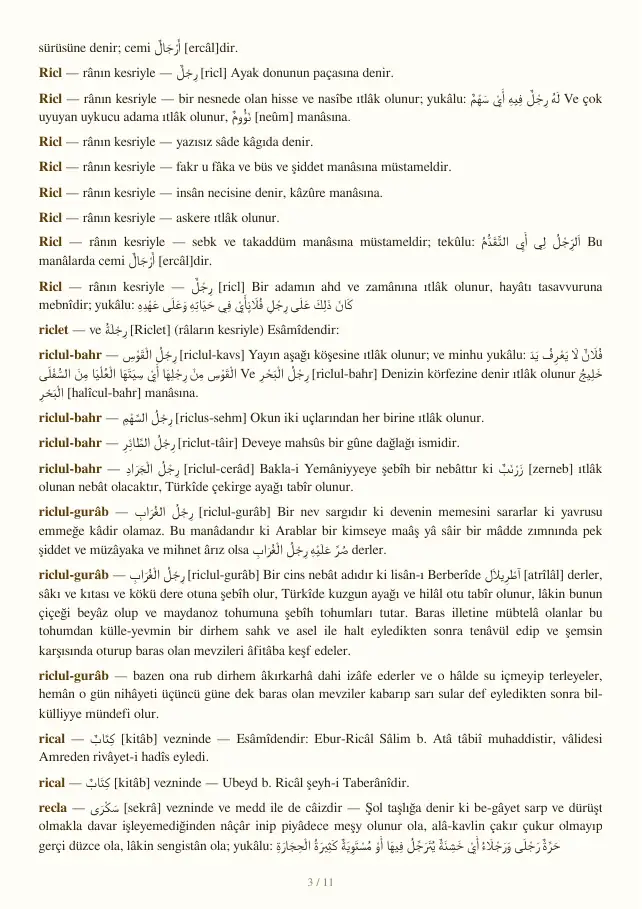 sürüsüne denir; cemi أَرْجَالٌ [ercâl]dir.
Ricl — rânın kesriyle — رِجْلٌ [ricl] Ayak donunun paçasına denir.
Ricl — rânın kesriyle — bir nesnede olan hisse ve nasîbe ıtlâk olunur; yukâlu: لَهُ رِجْلٌ فِيهِ أَيْ سَهْمٌ Ve çok
uyuyan uykucu adama ıtlâk olunur, نَؤُومٌ [neûm] manâsına.
Ricl — rânın kesriyle — yazısız sâde kâgıda denir.
Ricl — rânın kesriyle — fakr u fâka ve büs ve şiddet manâsına müstameldir.
Ricl — rânın kesriyle — insân necisine denir, kâzûre manâsına.
Ricl — rânın kesriyle — askere ıtlâk olunur.
Ricl — rânın kesriyle — sebk ve takaddüm manâsına müstameldir; tekûlu: اَلرِّجْلُ لِي أَيِ التَّقَدُّمُ Bu
manâlarda cemi أَرْجَالٌ [ercâl]dir.
Ricl — rânın kesriyle — رِجْلٌ [ricl] Bir adamın ahd ve zamânına ıtlâk olunur, hayâtı tasavvuruna
mebnîdir; yukâlu: كَانَ ذَلِكَ عَلَى رِجْلِ فُلَانٍأَيْ فِي حَيَاتِهِ وَعَلَى عَهْدِهِ
riclet — ve رِجْلَةُ [Riclet] (râların kesriyle) Esâmîdendir:
riclul-bahr — رِجْلُ الْقَوْسِ [riclul-kavs] Yayın aşağı köşesine ıtlâk olunur; ve minhu yukâlu: فُلَانٌ لَا يَعْرِفُ يَدَ
الْقَوْسِ مِنْ رِجْلِهَا أَيْ سِيَتَهَا الْعُلْيَا مِنَ السُّفْلَى Ve رِجْلُ الْبَحْرِ [riclul-bahr] Denizin körfezine denir ıtlâk olunur خَلِيجُ
الْبَحْرِ [halîcul-bahr] manâsına.
riclul-bahr — رِجْلُ السَّهْمِ [riclus-sehm] Okun iki uçlarından her birine ıtlâk olunur.
riclul-bahr — رِجْلُ الطَّائِرِ [riclut-tâir] Deveye mahsûs bir gûne dağlağı ismidir.
riclul-bahr — رِجْلُ الْجَرَادِ [riclul-cerâd] Bakla-i Yemâniyyeye şebîh bir nebâttır ki زَرْنَبٌ [zerneb] ıtlâk
olunan nebât olacaktır, Türkîde çekirge ayağı tabîr olunur.
riclul-gurâb — رِجْلُ الْغُرَابِ [riclul-gurâb] Bir nev sargıdır ki devenin memesini sararlar ki yavrusu
emmeğe kâdir olamaz. Bu manâdandır ki Arablar bir kimseye maâş yâ sâir bir mâdde zımnında pek
şiddet ve müzâyaka ve mihnet ârız olsa صُرَّ عَلَيْهِ رِجْلُ الْغُرَابِ derler.
riclul-gurâb — رِجْلُ الْغُرَابِ [riclul-gurâb] Bir cins nebât adıdır ki lisân-ı Berberîde أَطْرِيلَالُ [atrîlâl] derler,
sâkı ve kıtası ve kökü dere otuna şebîh olur, Türkîde kuzgun ayağı ve hilâl otu tabîr olunur, lâkin bunun
çiçeği beyâz olup ve maydanoz tohumuna şebîh tohumları tutar. Baras illetine mübtelâ olanlar bu
tohumdan külle-yevmin bir dirhem sahk ve asel ile halt eyledikten sonra tenâvül edip ve şemsin
karşısında oturup baras olan mevzileri âfitâba keşf edeler.
riclul-gurâb — bazen ona rub dirhem âkırkarhâ dahi izâfe ederler ve o hâlde su içmeyip terleyeler,
hemân o gün nihâyeti üçüncü güne dek baras olan mevziler kabarıp sarı sular def eyledikten sonra bil-
külliyye mündefi olur.
rical — كِتَابٌ [kitâb] vezninde — Esâmîdendir: Ebur-Ricâl Sâlim b. Atâ tâbiî muhaddistir, vâlidesi
Amreden rivâyet-i hadîs eyledi.
rical — كِتَابٌ [kitâb] vezninde — Ubeyd b. Ricâl şeyh-i Taberânîdir.
recla — سَكْرَى [sekrâ] vezninde ve medd ile de câizdir — Şol taşlığa denir ki be-gâyet sarp ve dürüşt
olmakla davar işleyemediğinden nâçâr inip piyâdece meşy olunur ola, alâ-kavlin çakır çukur olmayıp
gerçi düzce ola, lâkin sengistân ola; yukâlu: حَرَّةٌ رَجْلَى وَرَجْلَاءُ أَيْ خَشِنَةٌ يُتَرَجَّلُ فِيهَا أَوْ مُسْتَوِيَةٌ كَثِيرَةُ الْحِجَارَةِ
3 / 11